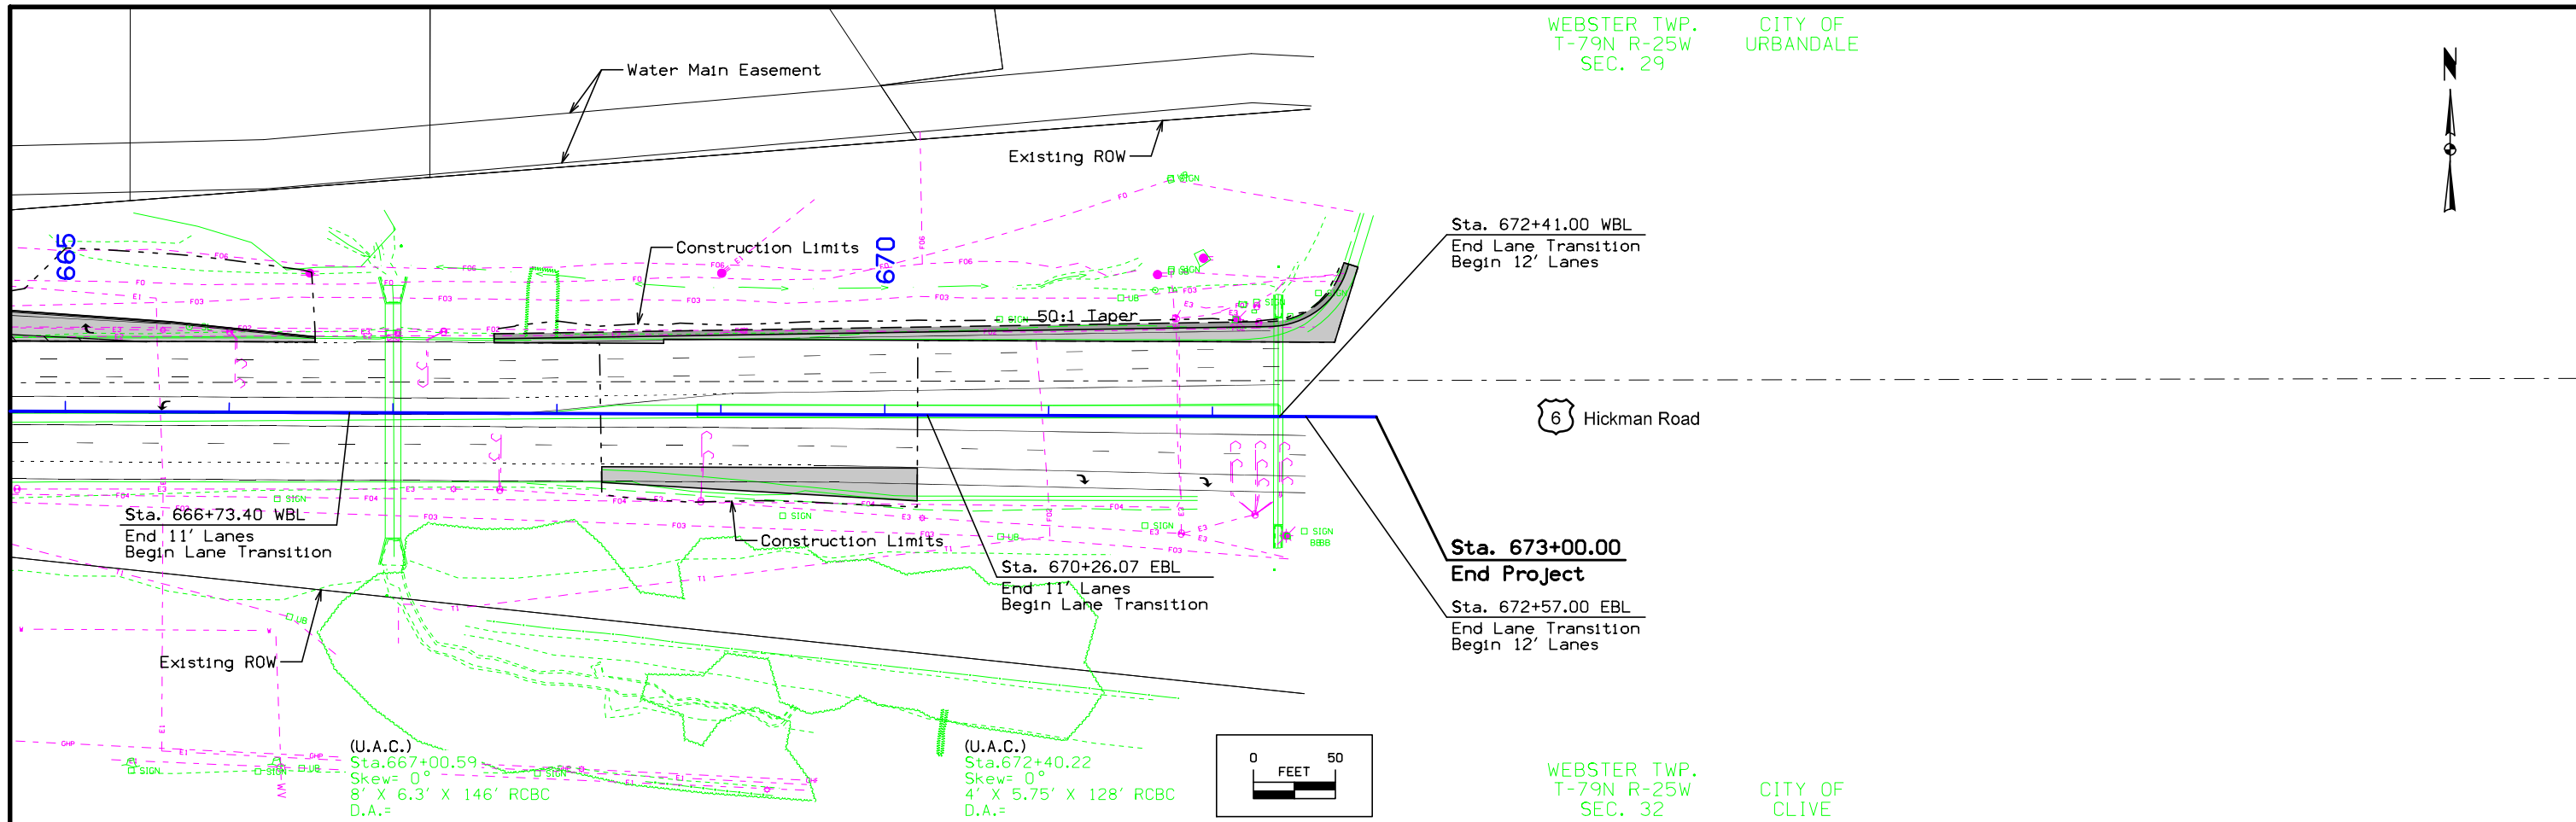 WEBSTER TWP.
T-79N R-25W
SEC. 29
CITY OF
URBANDALE
N
Water Main Easement
Existing ROW
665
670
Construction Limits
50:1 Taper
Sta. 672+41.00 WBL
End Lane Transition
Begin 12' Lanes
6 Hickman Road
Sta. 666+73.40 WBL
End 11' Lanes
Begin Lane Transition
Construction Limits
Sta. 670+26.07 EBL
End 11' Lanes
Begin Lane Transition
Sta. 673+00.00
End Project
Sta. 672+57.00 EBL
End Lane Transition
Begin 12' Lanes
Existing ROW
(U.A.C.)
Sta.667+00.59
Skew= 0°
8' X 6.3' X 146' RCBC
D.A.=
(U.A.C.)
Sta.672+40.22
Skew= 0°
4' X 5.75' X 128' RCBC
D.A.=
0 50
FEET
WEBSTER TWP.
T-79N R-25W
SEC. 32
CITY OF
CLIVE